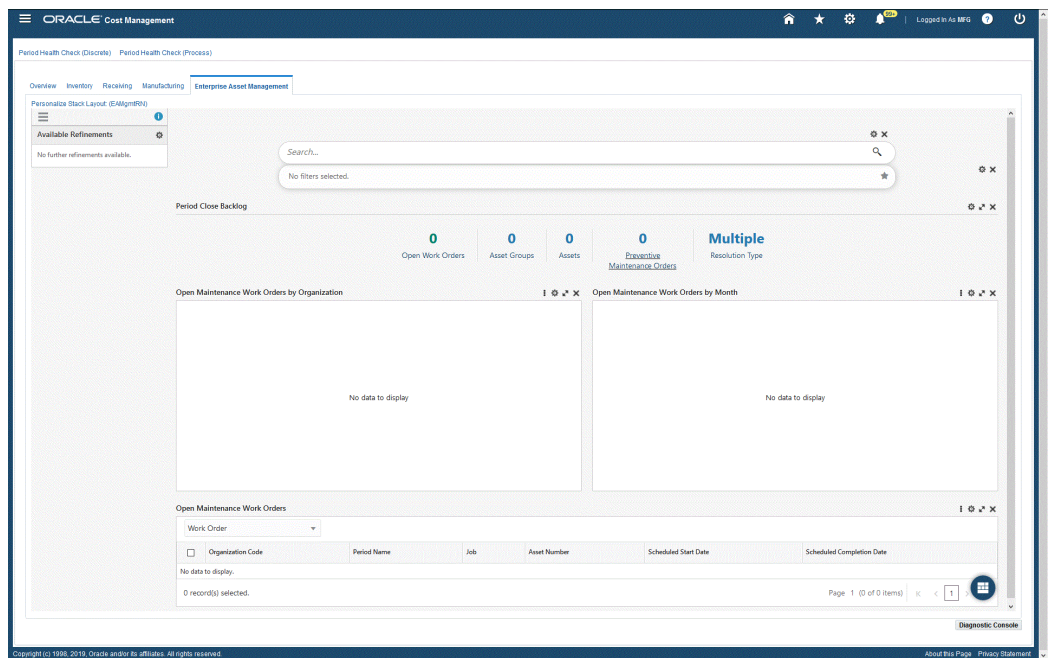 ORACLE Cost Management
99+
Logged In As MFG
?
Period Health Check (Discrete) Period Health Check (Process)
Overview Inventory Receiving Manufacturing Enterprise Asset Management
Personalize Stack Layout: (EAMgmtRN)
i
Available Refinements
No further refinements available.
Search...
No filters selected.
Period Close Backlog
0 0 0 0 Multiple
Open Work Orders Asset Groups Assets Preventive Resolution Type
Maintenance Orders
Open Maintenance Work Orders by Organization Open Maintenance Work Orders by Month
No data to display No data to display
Open Maintenance Work Orders
Work Order
Organization Code Period Name Job Asset Number Scheduled Start Date Scheduled Completion Date
No data to display.
0 record(s) selected. Page 1 (0 of 0 items) 1
Diagnostic Console
Copyright (c) 1998, 2019, Oracle and/or its affiliates. All rights reserved. About this Page Privacy Statement